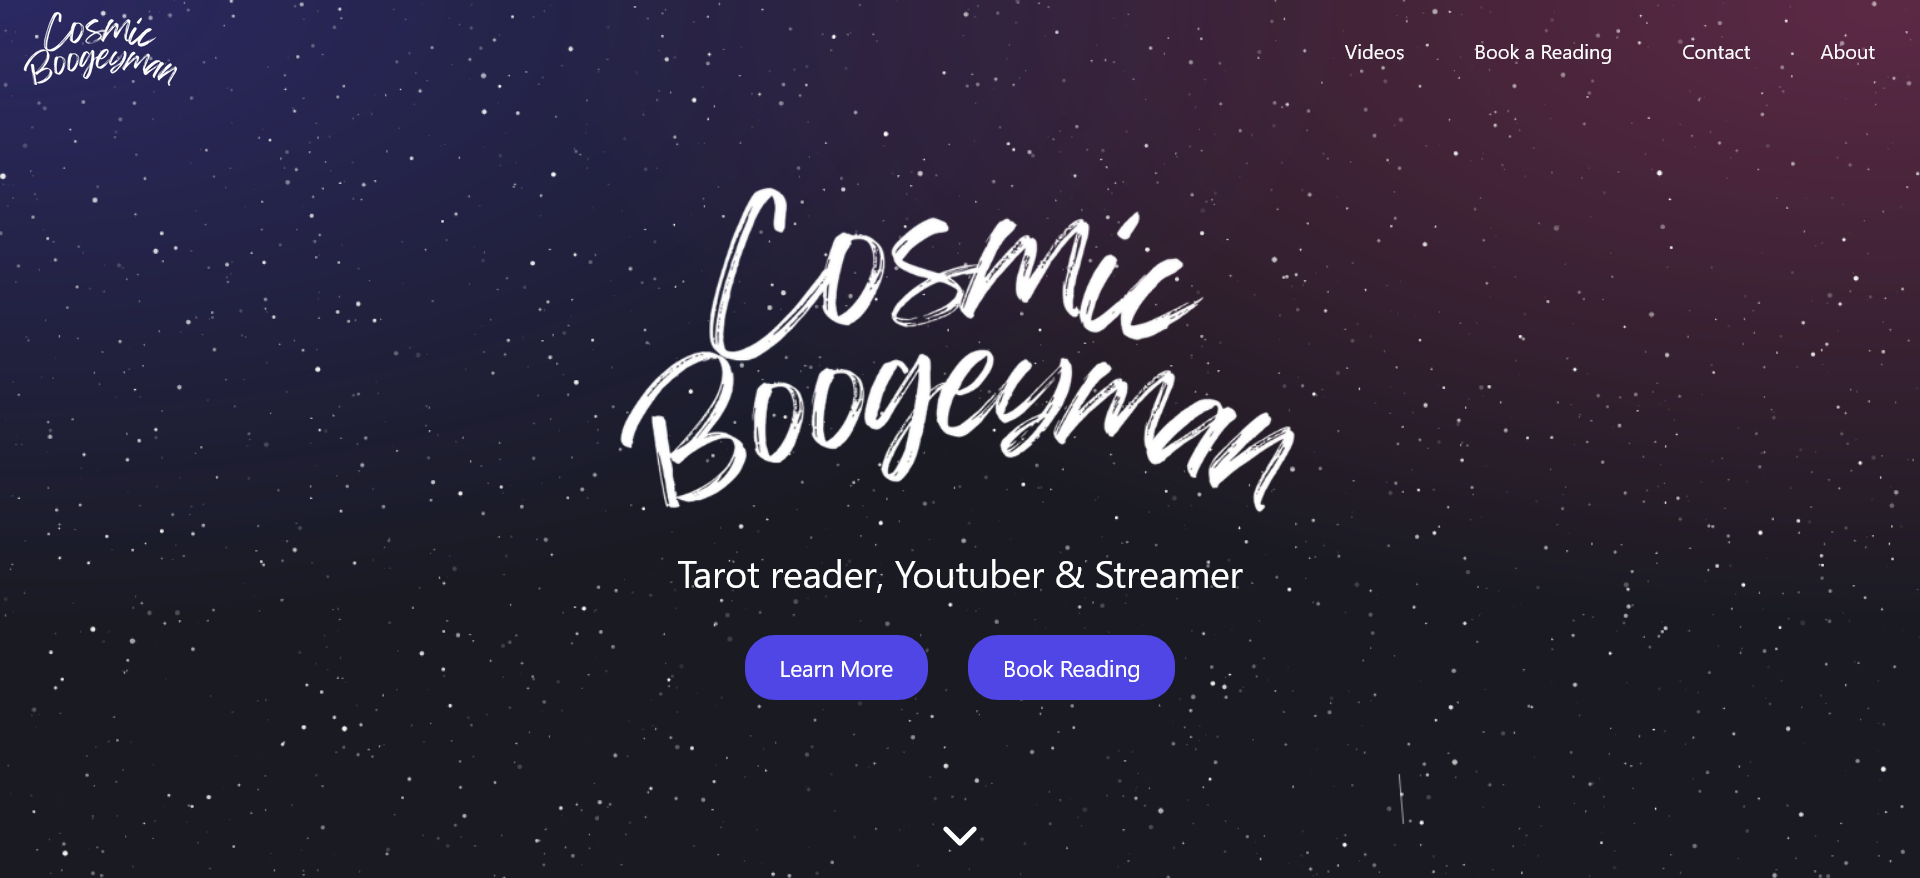 Cosmic
Boogeyman
Videos Book a Reading Contact About
Cosmic
Boogeyman
Tarot reader, Youtuber & Streamer
Learn More Book Reading